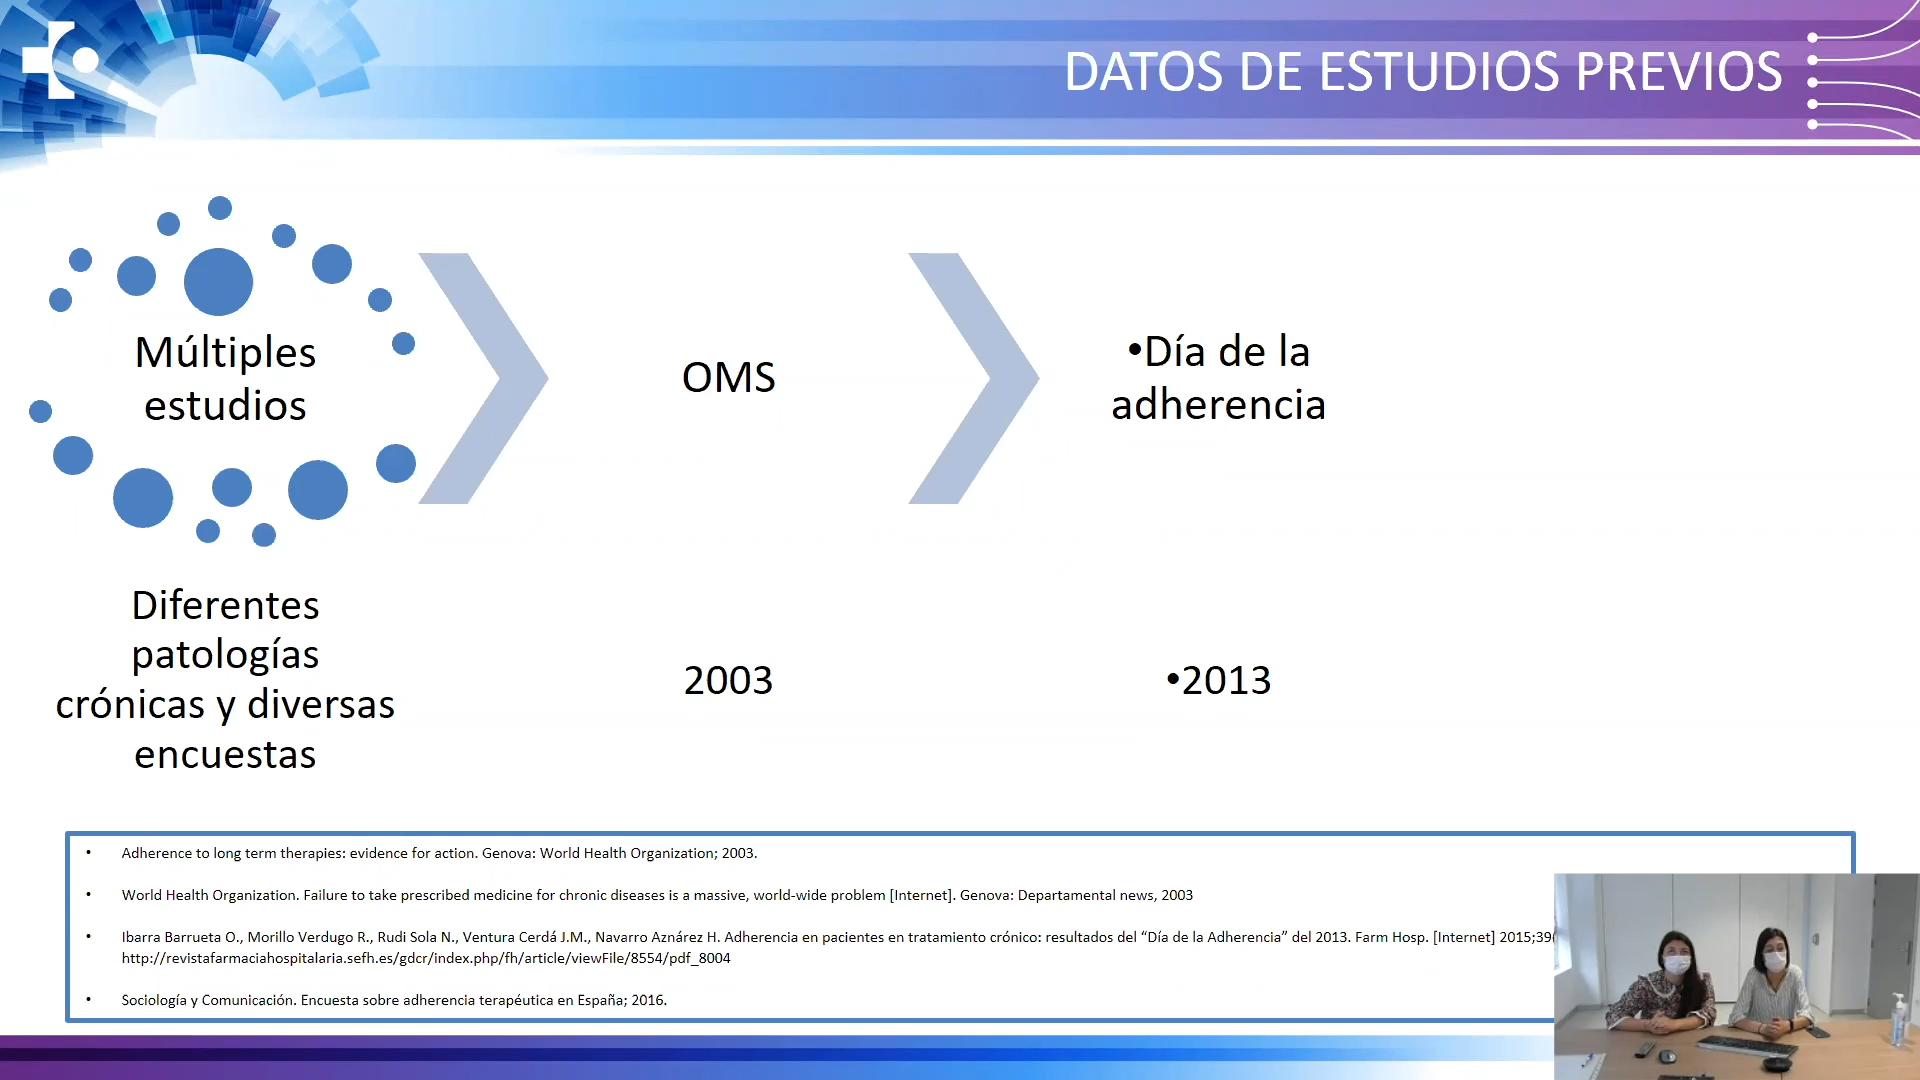 DATOS DE ESTUDIOS PREVIOS
Múltiples
estudios
OMS
•Día de la
adherencia
Diferentes
patologías
crónicas y diversas
encuestas
2003
•2013
• Adherence to long term therapies: evidence for action. Genova: World Health Organization; 2003.
• World Health Organization. Failure to take prescribed medicine for chronic diseases is a massive, world-wide problem [Internet]. Genova: Departamental news, 2003
• Ibarra Barrueta O., Morillo Verdugo R., Rudi Sola N., Ventura Cerdá J.M., Navarro Aznárez H. Adherencia en pacientes en tratamiento crónico: resultados del “Día de la Adherencia” del 2013. Farm Hosp. [Internet] 2015;39(
http://revistafarmaciahospitalaria.sefh.es/gdcr/index.php/fh/article/viewFile/8554/pdf_8004
• Sociología y Comunicación. Encuesta sobre adherencia terapéutica en España; 2016.